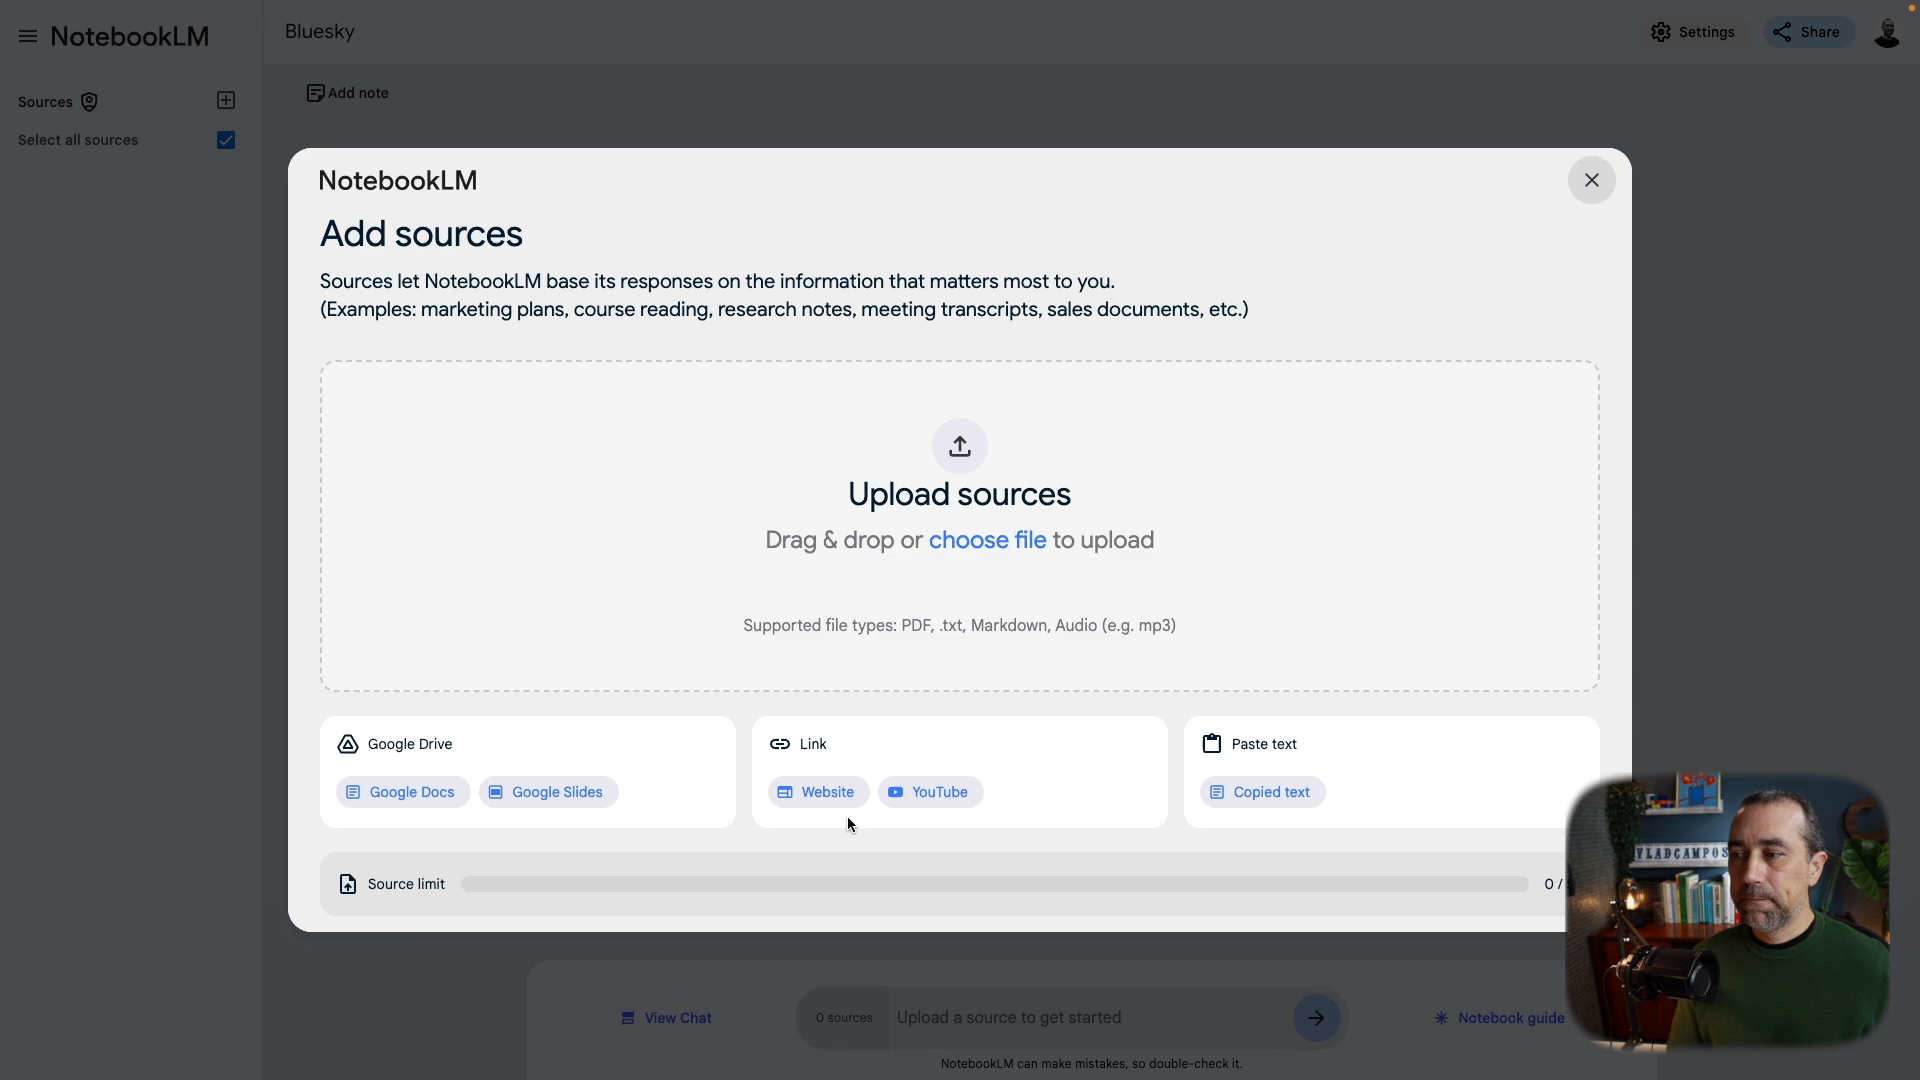 NotebookLM
Bluesky
Settings
Share
Sources
Select all sources
Add note
NotebookLM
Add sources
Sources let NotebookLM base its responses on the information that matters most to you.
(Examples: marketing plans, course reading, research notes, meeting transcripts, sales documents, etc.)
Upload sources
Drag & drop or choose file to upload
Supported file types: PDF, .txt, Markdown, Audio (e.g. mp3)
Google Drive
Google Docs
Google Slides
Link
Website
YouTube
Paste text
Copied text
Source limit
0 /
VLADCAMPOS
View Chat
0 sources
Upload a source to get started
Notebook guide
NotebookLM can make mistakes, so double-check it.